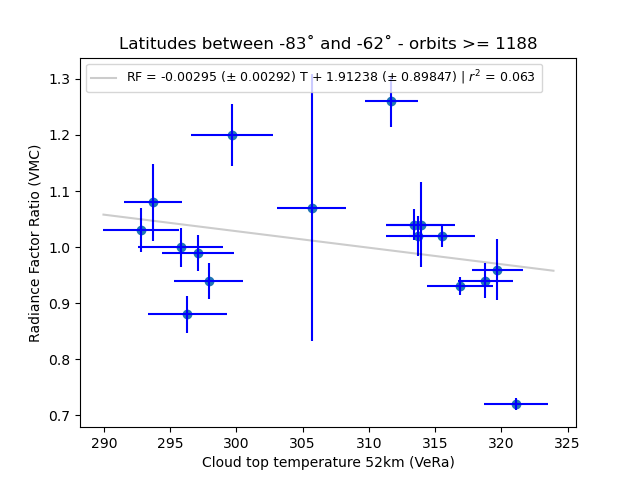 Latitudes between -83˚ and -62˚ - orbits >= 1188
RF = -0.00295 (± 0.00292) T + 1.91238 (± 0.89847) | r² = 0.063
1.3
1.2
1.1
1.0
0.9
0.8
0.7
Radiance Factor Ratio (VMC)
290 295 300 305 310 315 320 325
Cloud top temperature 52km (VeRa)